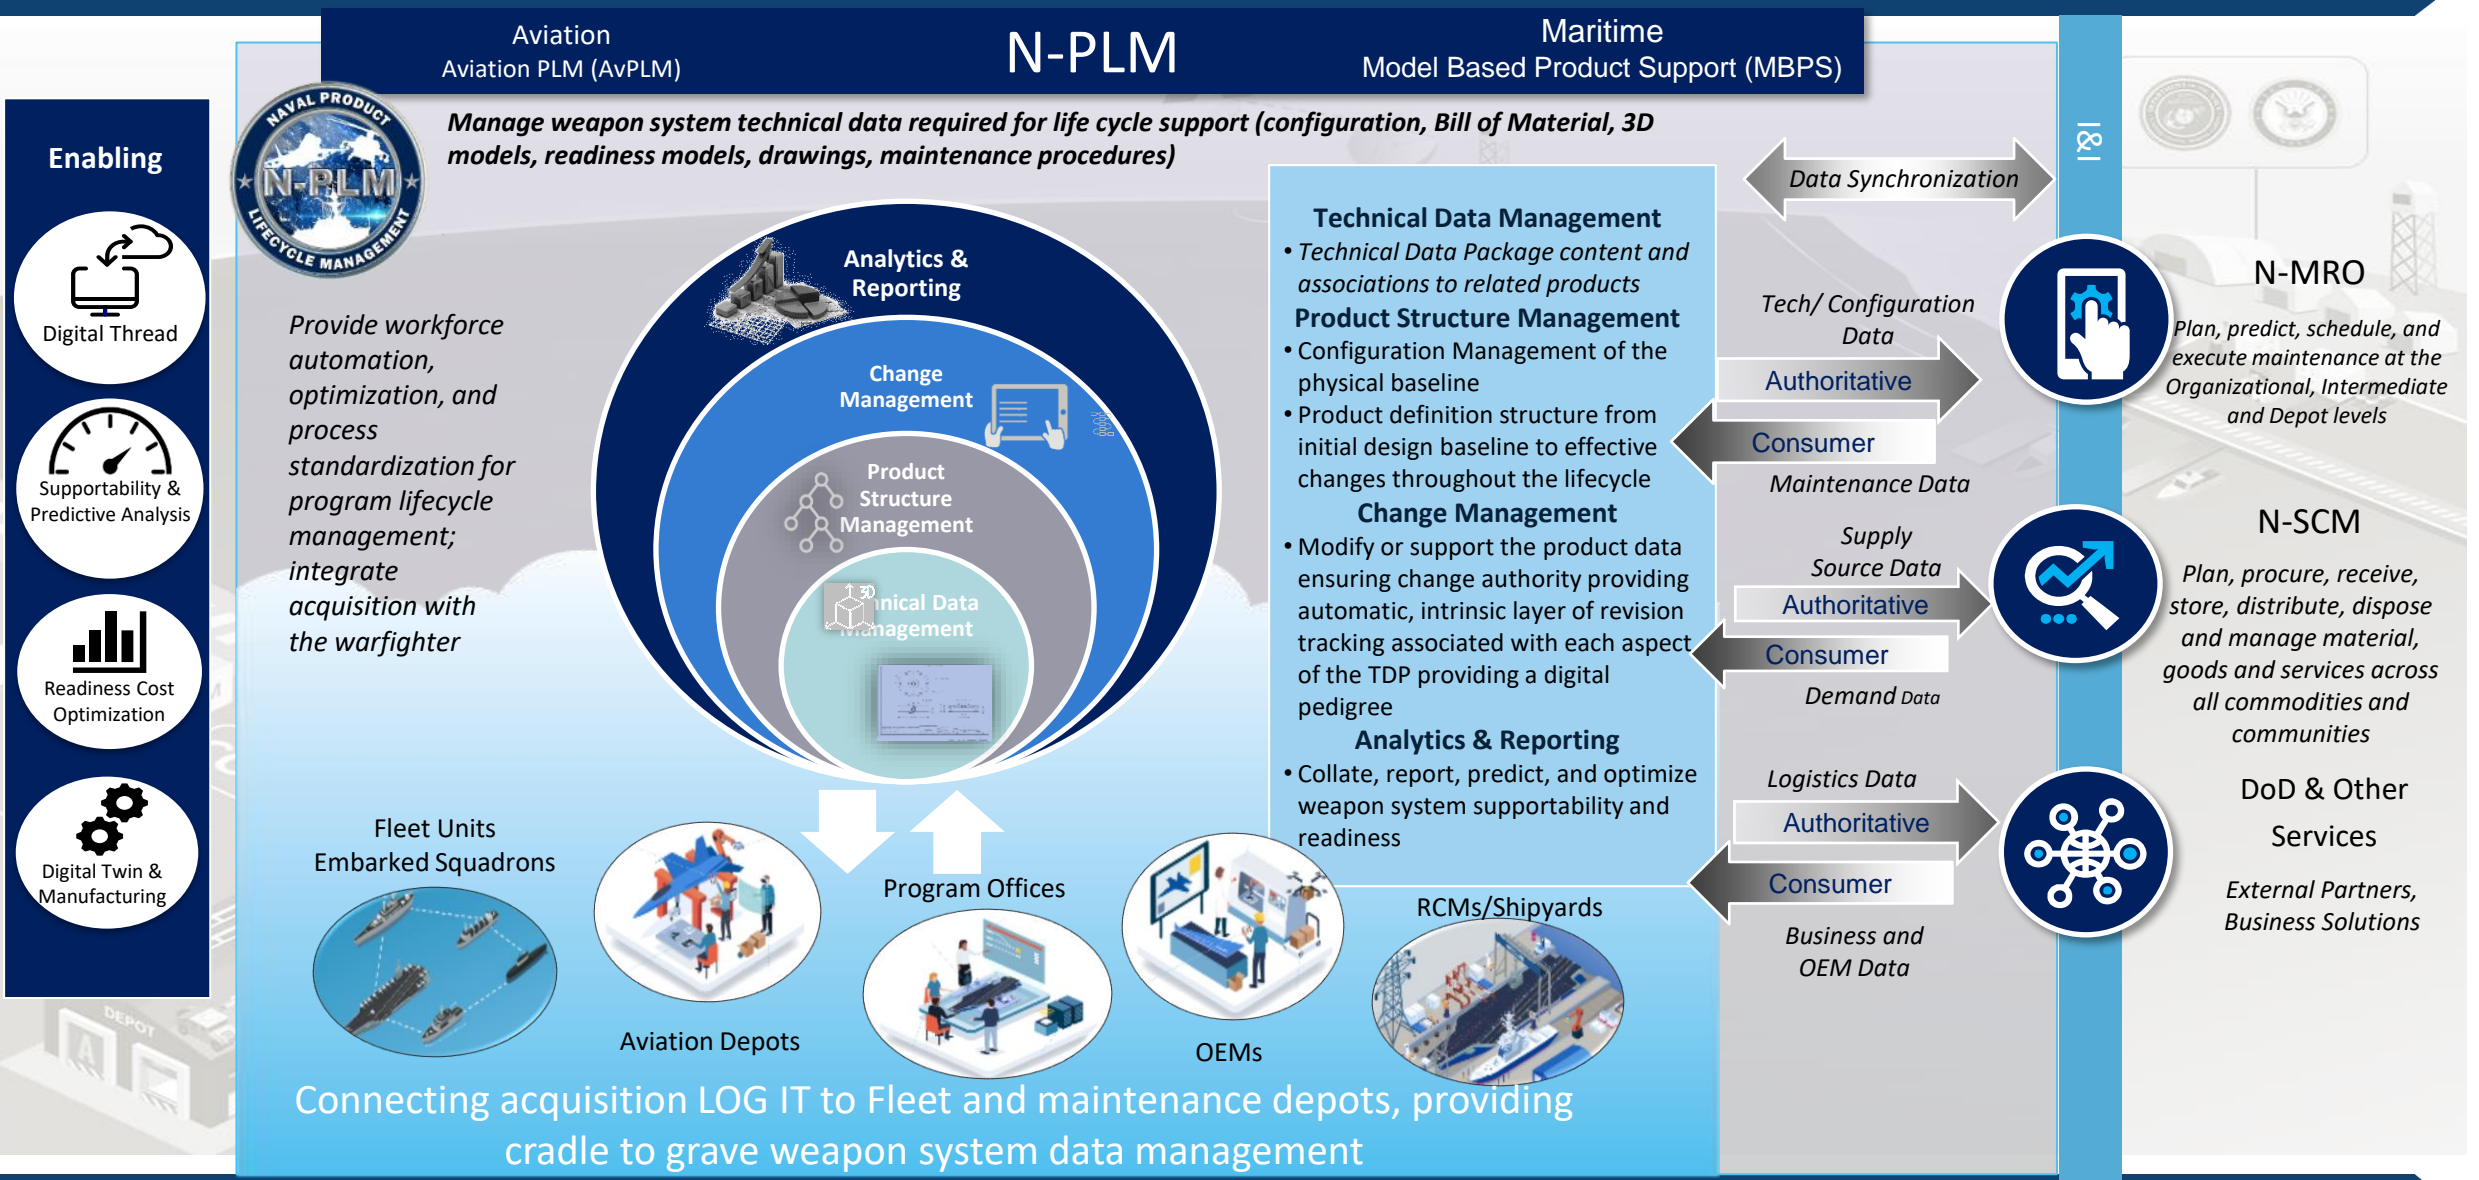 Aviation
Aviation PLM (AvPLM)
N-PLM
Maritime
Model Based Product Support (MBPS)
NAVAL PRODUCT
N-PLM
LIFECYCLE MANAGEMENT
Manage weapon system technical data required for life cycle support (configuration, Bill of Material, 3D
models, readiness models, drawings, maintenance procedures)
Enabling
Digital Thread
Supportability &
Predictive Analysis
Readiness Cost
Optimization
Digital Twin &
Manufacturing
Provide workforce
automation,
optimization, and
process
standardization for
program lifecycle
management;
integrate
acquisition with
the warfighter
Analytics &
Reporting
Change
Management
Product
Structure
Management
3D
nical Data
Management
Technical Data Management
• Technical Data Package content and
associations to related products
Product Structure Management
• Configuration Management of the
physical baseline
• Product definition structure from
initial design baseline to effective
changes throughout the lifecycle
Change Management
• Modify or support the product data
ensuring change authority providing
automatic, intrinsic layer of revision
tracking associated with each aspect
of the TDP providing a digital
pedigree
Analytics & Reporting
• Collate, report, predict, and optimize
weapon system supportability and
readiness
Data Synchronization
Tech/ Configuration
Data
Authoritative
Consumer
Maintenance Data
Supply
Source Data
Authoritative
Consumer
Demand Data
Logistics Data
Authoritative
Consumer
Business and
OEM Data
I&I
N-MRO
Plan, predict, schedule, and
execute maintenance at the
Organizational, Intermediate
and Depot levels
N-SCM
Plan, procure, receive,
store, distribute, dispose
and manage material,
goods and services across
all commodities and
communities
DoD & Other
Services
External Partners,
Business Solutions
Fleet Units
Embarked Squadrons
Aviation Depots
Program Offices
OEMs
RCMs/Shipyards
DEPOT
A
Connecting acquisition LOG IT to Fleet and maintenance depots, providing
cradle to grave weapon system data management